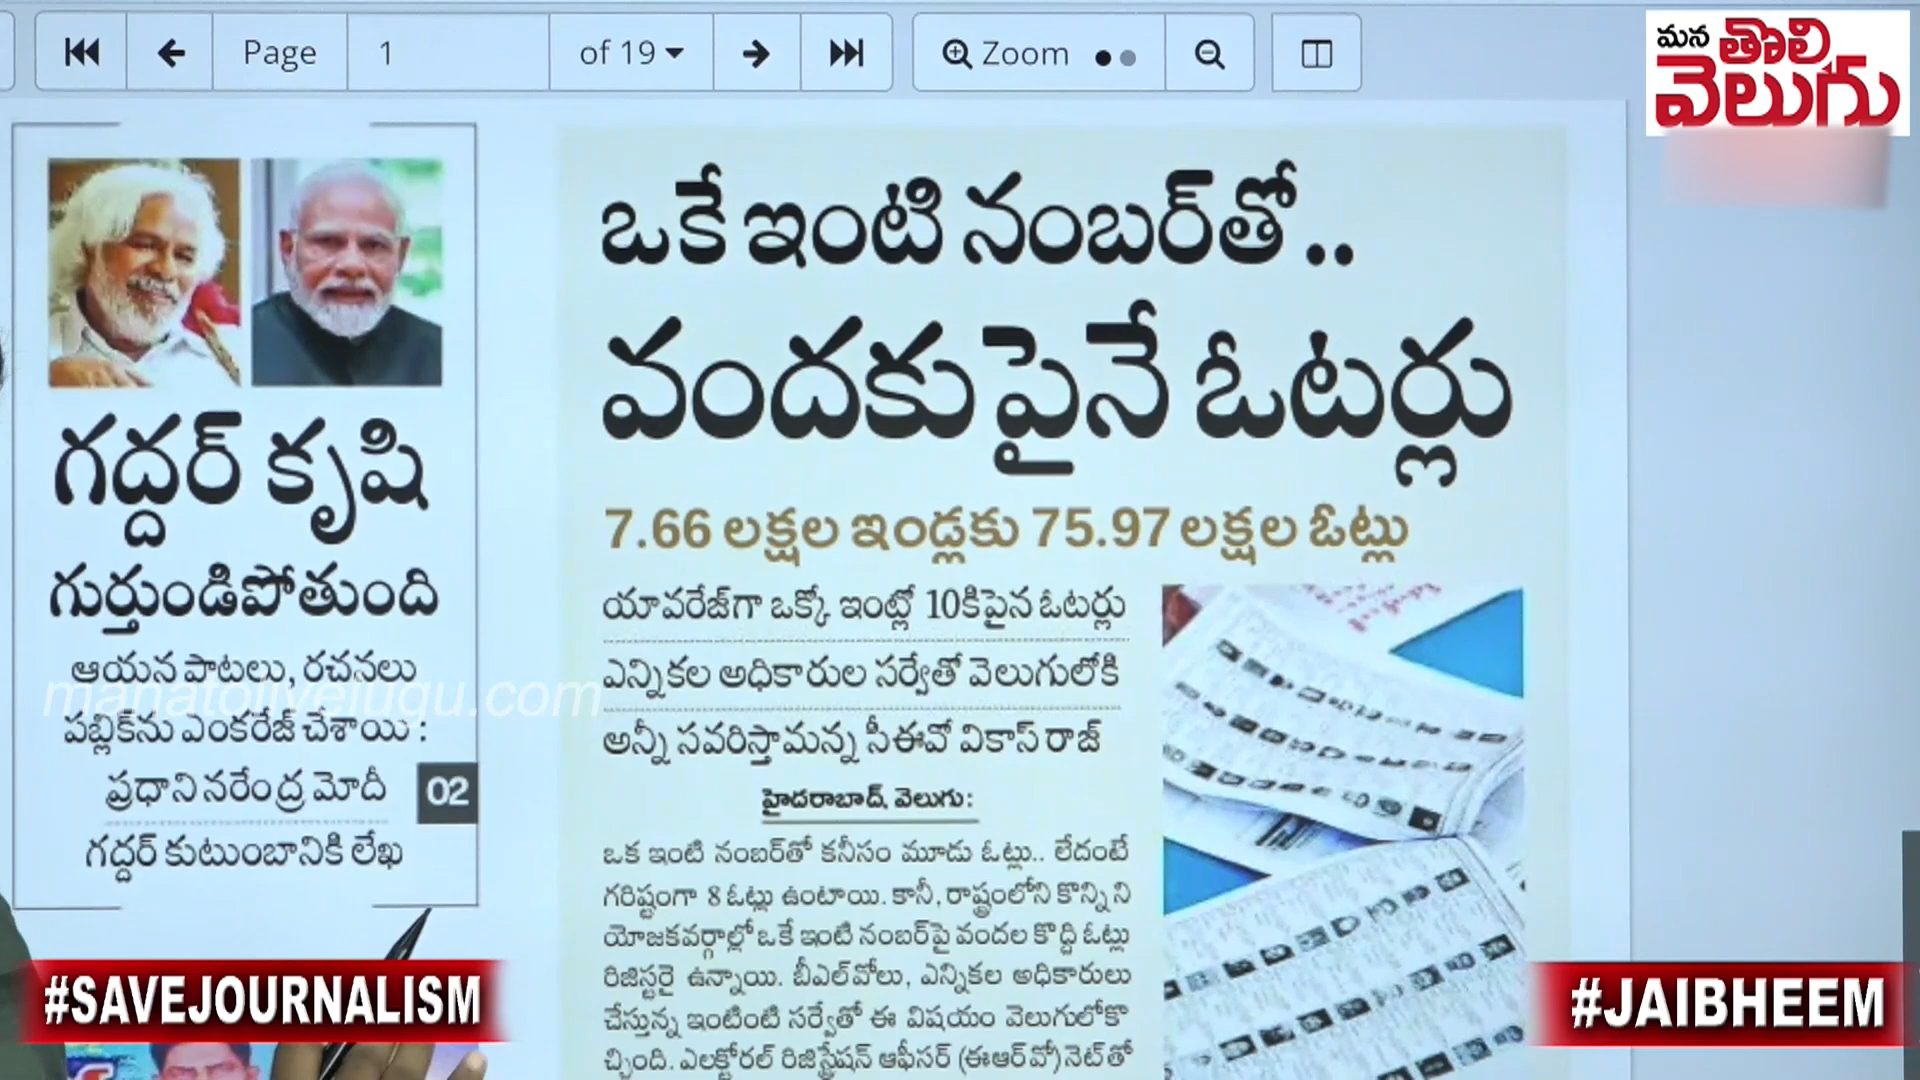 Page 1 of 19 Zoom
మన తొలి
వెలుగు
గద్దర్ కృషి
గుర్తుండిపోతుంది
ఆయన పాటలు, రచనలు
పబ్లిక్‌ను ఎంకరేజ్ చేశాయి :
ప్రధాని నరేంద్ర మోదీ
02
గద్దర్ కుటుంబానికి లేఖ
manatolivelugu.com
ఒకే ఇంటి నంబర్‌తో..
వందకు పైనే ఓటర్లు
7.66 లక్షల ఇండ్లకు 75.97 లక్షల ఓట్లు
యావరేజ్‌గా ఒక్కో ఇంట్లో 10కిపైన ఓటర్లు
ఎన్నికల అధికారుల సర్వేతో వెలుగులోకి
అన్నీ సవరిస్తామన్న సీఈవో వికాస్ రాజ్
హైదరాబాద్, వెలుగు:
ఒక ఇంటి నంబర్‌తో కనీసం మూడు ఓట్లు.. లేదంటే
గరిష్టంగా 8 ఓట్లు ఉంటాయి. కానీ, రాష్ట్రంలోని కొన్ని ని
యోజకవర్గాల్లో ఒకే ఇంటి నంబర్‌పై వందల కొద్ది ఓట్లు
రిజిస్టరై ఉన్నాయి. బీఎల్‌వోలు, ఎన్నికల అధికారులు
చేస్తున్న ఇంటింటి సర్వేతో ఈ విషయం వెలుగులోకొ
చ్చింది. ఎలక్టోరల్ రిజిస్ట్రేషన్ ఆఫీసర్ (ఈఆర్‌వో) నెట్‌తో
#SAVEJOURNALISM
#JAIBHEEM